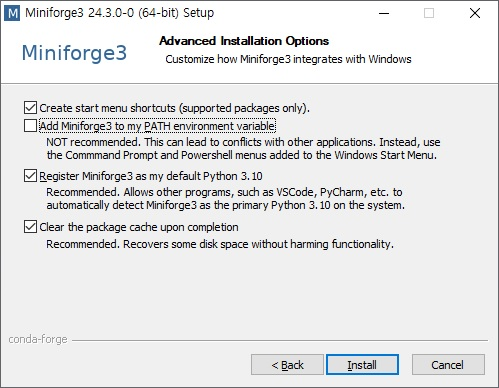 Miniforge3 24.3.0-0 (64-bit) Setup
Miniforge3
Advanced Installation Options
Customize how Miniforge3 integrates with Windows
Create start menu shortcuts (supported packages only).
Add Miniforge3 to my PATH environment variable
NOT recommended. This can lead to conflicts with other applications. Instead, use
the Commmand Prompt and Powershell menus added to the Windows Start Menu.
Register Miniforge3 as my default Python 3.10
Recommended. Allows other programs, such as VSCode, PyCharm, etc. to
automatically detect Miniforge3 as the primary Python 3.10 on the system.
Clear the package cache upon completion
Recommended. Recovers some disk space without harming functionality.
conda-forge
< Back
Install
Cancel